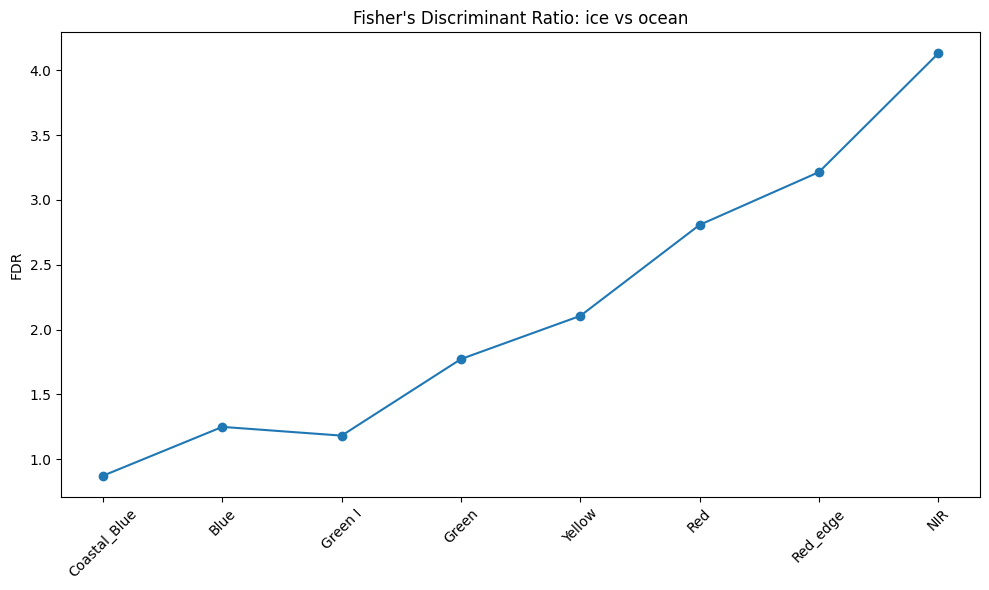 Fisher's Discriminant Ratio: ice vs ocean
FDR
4.0
3.5
3.0
2.5
2.0
1.5
1.0
Coastal_Blue
Blue
Green I
Green
Yellow
Red
Red_edge
NIR